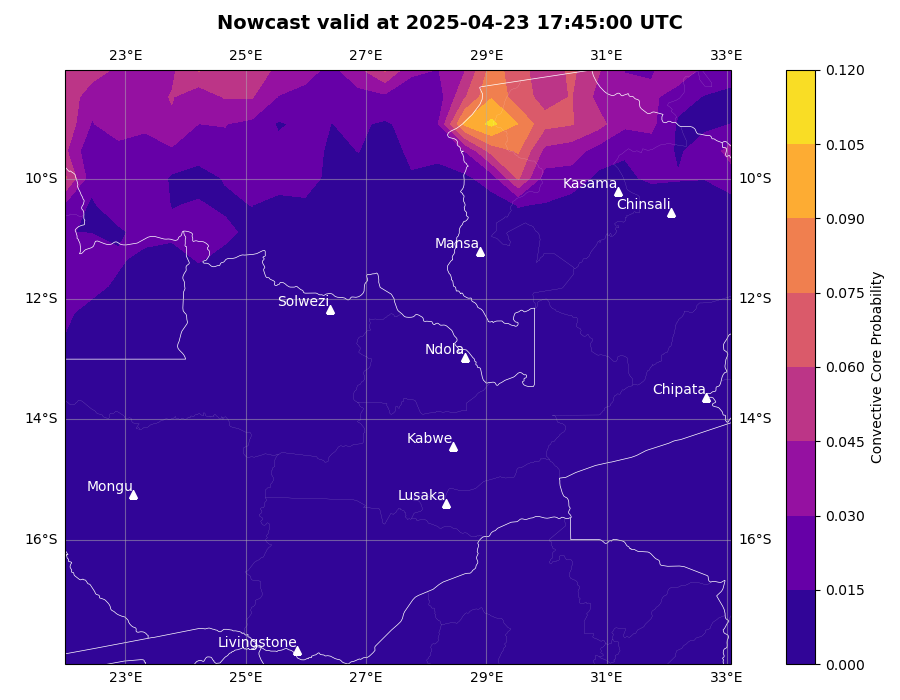 Nowcast valid at 2025-04-23 17:45:00 UTC
23°E 25°E 27°E 29°E 31°E 33°E
0.120
0.105
10°S 10°S
Kasama
Chinsali
0.090
Mansa
0.075
12°S 12°S
Solwezi
Ndola
0.060
Chipata
14°S 14°S
Kabwe
0.045
Mongu
Lusaka
0.030
16°S 16°S
0.015
Livingstone
0.000
23°E 25°E 27°E 29°E 31°E 33°E
Convective Core Probability